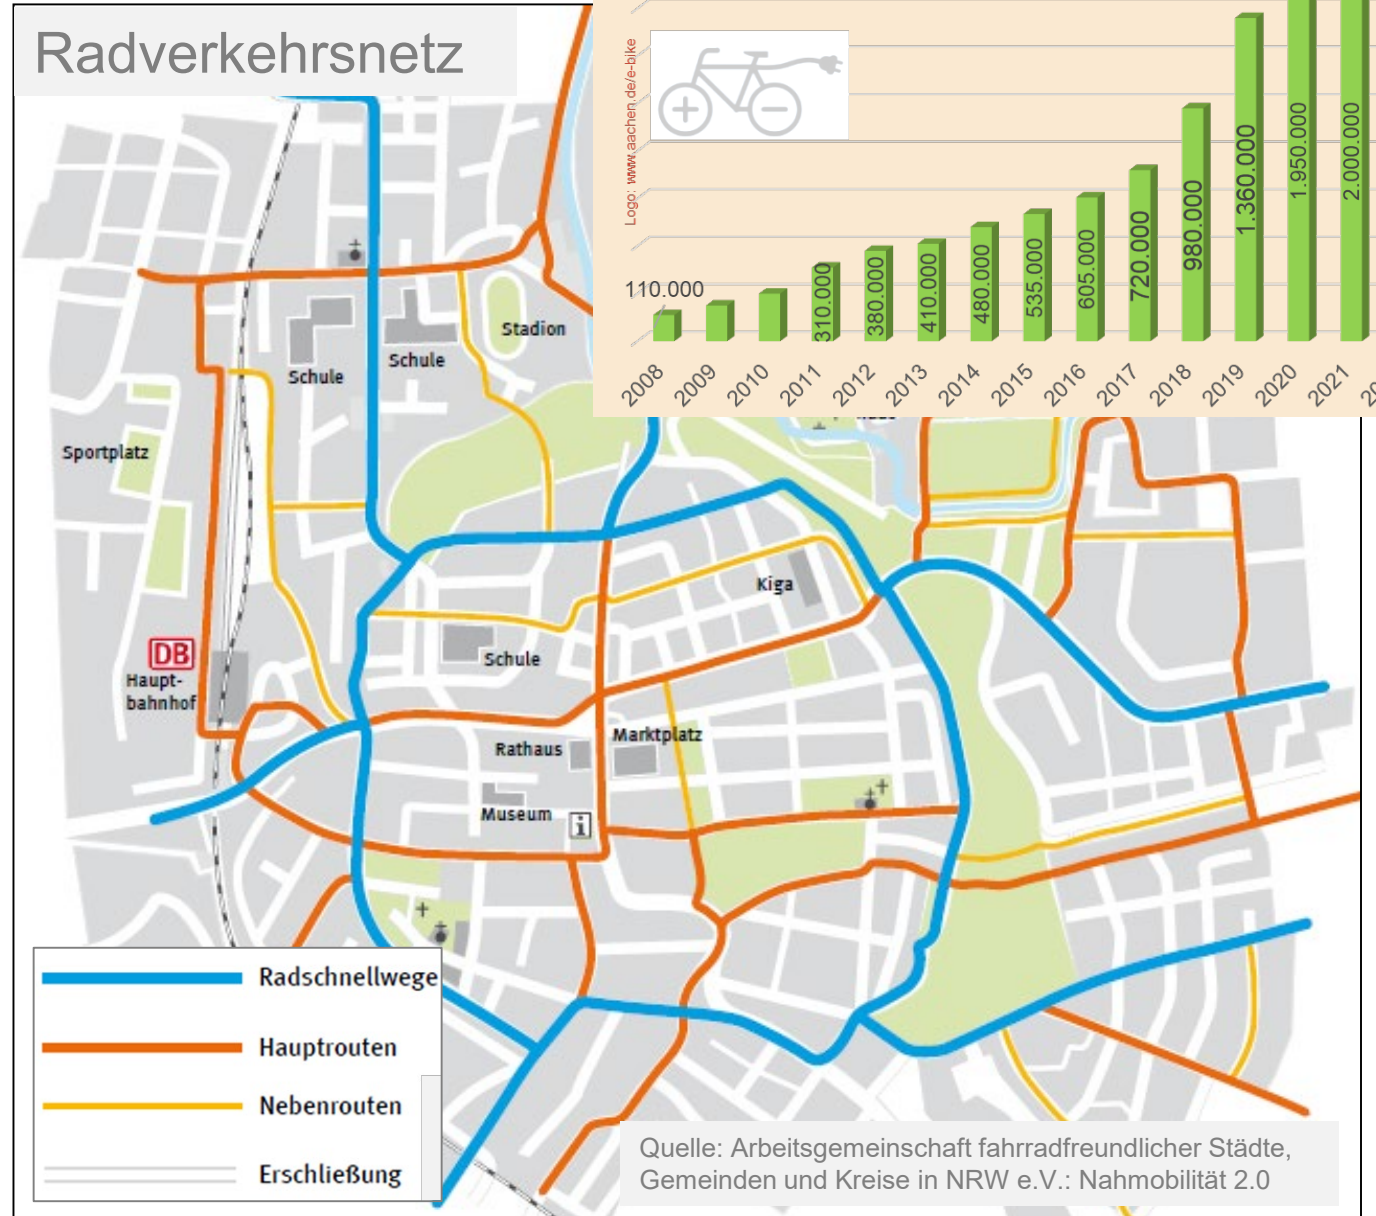 Radverkehrsnetz
Logo: www.aachen.de/e-bike
110.000
310.000
380.000
410.000
480.000
535.000
605.000
720.000
980.000
1.360.000
1.950.000
2.000.000
2008
2009
2010
2011
2012
2013
2014
2015
2016
2017
2018
2019
2020
2021
Stadion
Schule
Schule
Sportplatz
Kiga
DB
Haupt-
bahnhof
Schule
Rathaus
Marktplatz
Museum
i
Radschnellwege
Hauptrouten
Nebenrouten
Erschließung
Quelle: Arbeitsgemeinschaft fahrradfreundlicher Städte,
Gemeinden und Kreise in NRW e.V.: Nahmobilität 2.0